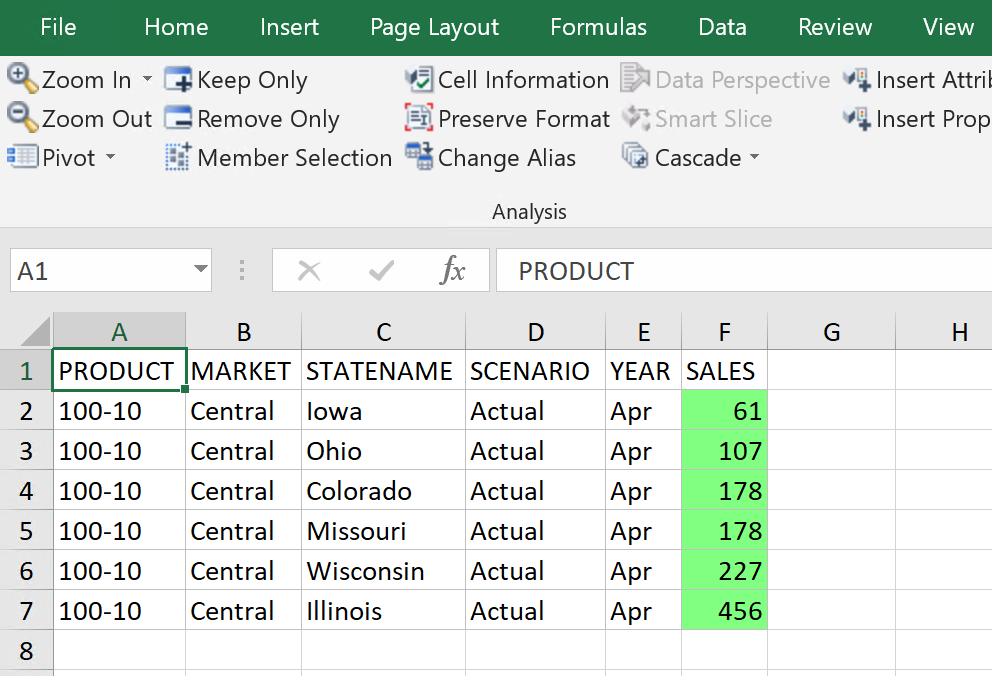 File Home Insert Page Layout Formulas Data Review View
Zoom In Keep Only Cell Information Data Perspective Insert Attrib
Zoom Out Remove Only Preserve Format Smart Slice Insert Prop
Pivot Member Selection Change Alias Cascade
Analysis
A1 fx PRODUCT
A B C D E F G H
1 PRODUCT MARKET STATENAME SCENARIO YEAR SALES
2 100-10 Central Iowa Actual Apr 61
3 100-10 Central Ohio Actual Apr 107
4 100-10 Central Colorado Actual Apr 178
5 100-10 Central Missouri Actual Apr 178
6 100-10 Central Wisconsin Actual Apr 227
7 100-10 Central Illinois Actual Apr 456
8